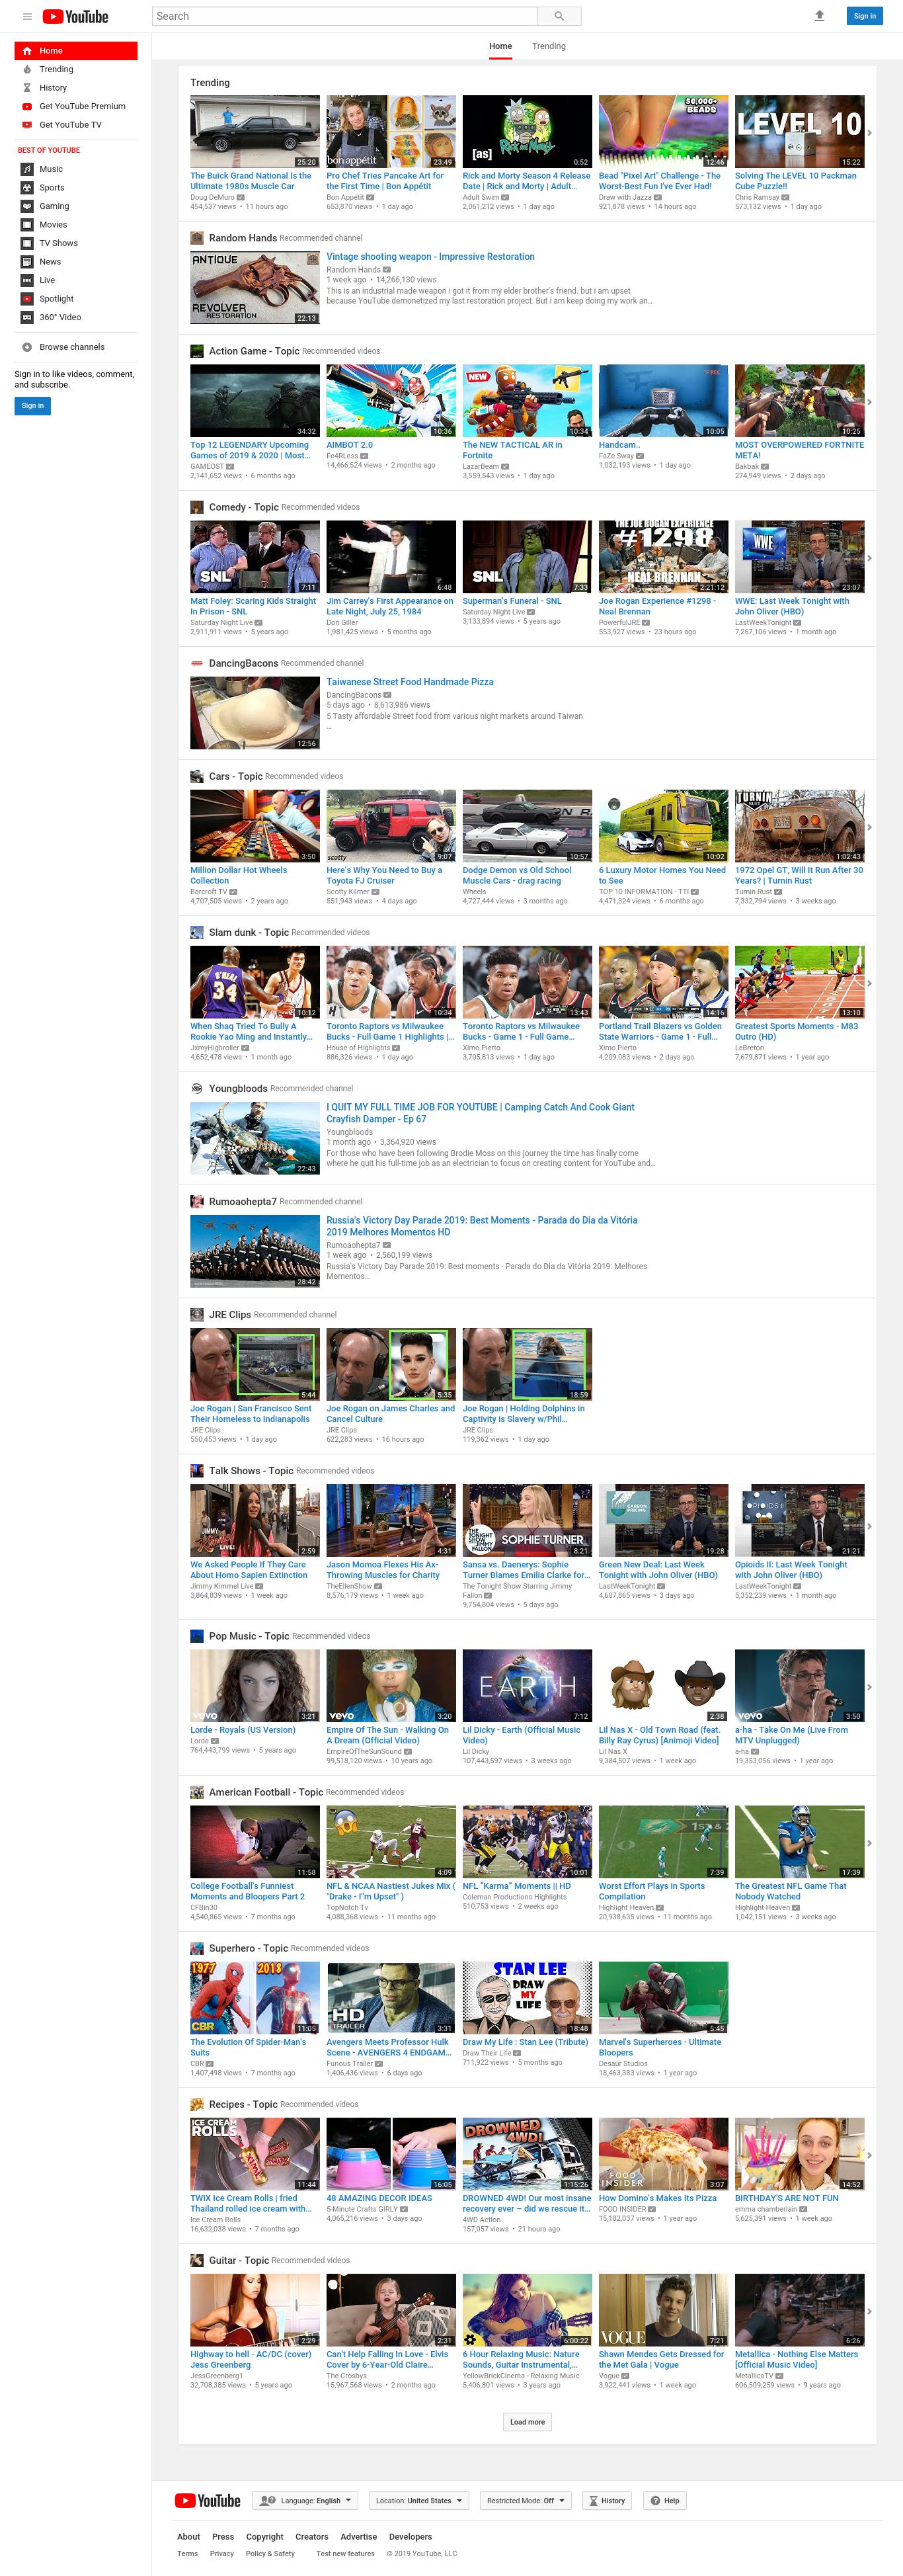 YouTube
Search
Sign in
Home
Trending
History
Get YouTube Premium
Get YouTube TV
BEST OF YOUTUBE
Music
Sports
Gaming
Movies
TV Shows
News
Live
Spotlight
360° Video
Browse channels
Sign in to like videos, comment,
and subscribe.
Sign in
Home Trending
Trending
25:20
bon appétit 23:49
[as] Rick and Morty 0:52
50,000+ BEADS 12:46
LEVEL 10 15:22
The Buick Grand National Is the
Ultimate 1980s Muscle Car
Doug DeMuro
454,537 views • 11 hours ago
Pro Chef Tries Pancake Art for
the First Time | Bon Appétit
Bon Appétit
653,870 views • 1 day ago
Rick and Morty Season 4 Release
Date | Rick and Morty | Adult...
Adult Swim
2,061,212 views • 1 day ago
Bead "Pixel Art" Challenge - The
Worst-Best Fun I've Ever Had!
Draw with Jazza
921,878 views • 14 hours ago
Solving The LEVEL 10 Packman
Cube Puzzle!!
Chris Ramsay
573,132 views • 1 day ago
Random Hands Recommended channel
ANTIQUE
REVOLVER
RESTORATION
22:13
Vintage shooting weapon - Impressive Restoration
Random Hands
1 week ago • 14,266,130 views
This is an industrial made weapon i got it from my elder brother's friend. but i am upset
because YouTube demonetized my last restoration project. But i am keep doing my work an...
Action Game - Topic Recommended videos
34:32
10:36
NEW 10:34
REC 10:05
10:25
Top 12 LEGENDARY Upcoming
Games of 2019 & 2020 | Most...
GAMEOST
2,141,652 views • 6 months ago
AIMBOT 2.0
Fe4RLess
14,466,524 views • 2 months ago
The NEW TACTICAL AR in
Fortnite
LazarBeam
3,559,543 views • 1 day ago
Handcam..
FaZe Sway
1,032,193 views • 1 day ago
MOST OVERPOWERED FORTNITE
META!
Bakbak
274,949 views • 2 days ago
Comedy - Topic Recommended videos
SNL 7:11
6:48
SNL 7:33
THE JOE ROGAN EXPERIENCE
#1298
NEAL BRENNAN
2:21:12
WWE 23:07
Matt Foley: Scaring Kids Straight
in Prison - SNL
Saturday Night Live
2,911,911 views • 5 years ago
Jim Carrey's First Appearance on
Late Night, July 25, 1984
Don Giller
1,981,425 views • 5 months ago
Superman's Funeral - SNL
Saturday Night Live
3,133,894 views • 5 years ago
Joe Rogan Experience #1298 -
Neal Brennan
PowerfulJRE
553,927 views • 23 hours ago
WWE: Last Week Tonight with
John Oliver (HBO)
LastWeekTonight
7,267,106 views • 1 month ago
DancingBacons Recommended channel
12:56
Taiwanese Street Food Handmade Pizza
DancingBacons
5 days ago • 8,613,986 views
5 Tasty affordable Street food from various night markets around Taiwan
...
Cars - Topic Recommended videos
3:50
scotty 9:07
10:57
10:02
TURNIN RUST 1:02:43
Million Dollar Hot Wheels
Collection
Barcroft TV
4,707,505 views • 2 years ago
Here's Why You Need to Buy a
Toyota FJ Cruiser
Scotty Kilmer
551,943 views • 4 days ago
Dodge Demon vs Old School
Muscle Cars - drag racing
Wheels
4,727,444 views • 3 months ago
6 Luxury Motor Homes You Need
to See
TOP 10 INFORMATION - TTI
4,471,324 views • 6 months ago
1972 Opel GT, Will It Run After 30
Years? | Turnin Rust
Turnin Rust
7,332,794 views • 3 weeks ago
Slam dunk - Topic Recommended videos
O'NEAL 34 10:12
10:34
13:43
14:16
13:10
When Shaq Tried To Bully A
Rookie Yao Ming and Instantly...
JxmyHighroller
4,652,478 views • 1 month ago
Toronto Raptors vs Milwaukee
Bucks - Full Game 1 Highlights |...
House of Highlights
886,326 views • 1 day ago
Toronto Raptors vs Milwaukee
Bucks - Game 1 - Full Game...
Ximo Pierto
3,705,813 views • 1 day ago
Portland Trail Blazers vs Golden
State Warriors - Game 1 - Full...
Ximo Pierto
4,209,083 views • 2 days ago
Greatest Sports Moments - M83
Outro (HD)
LeBreton
7,679,871 views • 1 year ago
Youngbloods Recommended channel
22:43
I QUIT MY FULL TIME JOB FOR YOUTUBE | Camping Catch And Cook Giant
Crayfish Damper - Ep 67
Youngbloods
1 month ago • 3,364,920 views
For those who have been following Brodie Moss on this journey the time has finally come
where he quit his full-time job as an electrician to focus on creating content for YouTube and...
Rumoaohepta7 Recommended channel
28:42
Russia's Victory Day Parade 2019: Best Moments - Parada do Dia da Vitória
2019 Melhores Momentos HD
Rumoaohepta7
1 week ago • 2,560,199 views
Russia's Victory Day Parade 2019: Best moments - Parada do Dia da Vitória 2019: Melhores
Momentos...
JRE Clips Recommended channel
5:44
5:35
18:59
Joe Rogan | San Francisco Sent
Their Homeless to Indianapolis
JRE Clips
550,453 views • 1 day ago
Joe Rogan on James Charles and
Cancel Culture
JRE Clips
622,283 views • 16 hours ago
Joe Rogan | Holding Dolphins in
Captivity is Slavery w/Phil...
JRE Clips
119,362 views • 1 day ago
Talk Shows - Topic Recommended videos
JIMMY KIMMEL LIVE! 2:59
4:31
THE TONIGHT SHOW STARRING JIMMY FALLON SOPHIE TURNER 8:21
CARBON PRICING 19:28
OPIOIDS II 21:21
We Asked People If They Care
About Homo Sapien Extinction
Jimmy Kimmel Live
3,864,839 views • 1 week ago
Jason Momoa Flexes His Ax-
Throwing Muscles for Charity
TheEllenShow
8,576,179 views • 1 week ago
Sansa vs. Daenerys: Sophie
Turner Blames Emilia Clarke for...
The Tonight Show Starring Jimmy
Fallon
9,754,804 views • 5 days ago
Green New Deal: Last Week
Tonight with John Oliver (HBO)
LastWeekTonight
4,607,865 views • 3 days ago
Opioids II: Last Week Tonight
with John Oliver (HBO)
LastWeekTonight
5,352,239 views • 1 month ago
Pop Music - Topic Recommended videos
vevo 3:21
vevo 3:20
EARTH 7:12
2:38
vevo 3:50
Lorde - Royals (US Version)
Lorde
764,443,799 views • 5 years ago
Empire Of The Sun - Walking On
A Dream (Official Video)
EmpireOfTheSunSound
99,518,120 views • 10 years ago
Lil Dicky - Earth (Official Music
Video)
Lil Dicky
107,443,597 views • 3 weeks ago
Lil Nas X - Old Town Road (feat.
Billy Ray Cyrus) [Animoji Video]
Lil Nas X
9,384,507 views • 1 week ago
a-ha - Take On Me (Live From
MTV Unplugged)
a-ha
19,353,056 views • 1 year ago
American Football - Topic Recommended videos
11:58
4:09
10:01
1ST & 7:39
17:39
College Football's Funniest
Moments and Bloopers Part 2
CFBin30
4,540,865 views • 7 months ago
NFL & NCAA Nastiest Jukes Mix (
"Drake - I"m Upset" )
TopNotch Tv
4,088,368 views • 11 months ago
NFL "Karma" Moments || HD
Coleman Productions Highlights
510,753 views • 2 weeks ago
Worst Effort Plays in Sports
Compilation
Highlight Heaven
20,938,635 views • 11 months ago
The Greatest NFL Game That
Nobody Watched
Highlight Heaven
1,042,151 views • 3 weeks ago
Superhero - Topic Recommended videos
1977 2018 CBR 11:05
HD TRAILER 3:31
STAN LEE DRAW MY LIFE 18:48
5:45
The Evolution Of Spider-Man's
Suits
CBR
1,407,498 views • 7 months ago
Avengers Meets Professor Hulk
Scene - AVENGERS 4 ENDGAM...
Furious Trailer
1,406,436 views • 6 days ago
Draw My Life : Stan Lee (Tribute)
Draw Their Life
711,922 views • 5 months ago
Marvel's Superheroes - Ultimate
Bloopers
Desaur Studios
18,463,383 views • 1 year ago
Recipes - Topic Recommended videos
ICE CREAM ROLLS 11:44
16:05
DROWNED 4WD! 1:15:26
FOOD INSIDER 3:07
14:52
TWIX Ice Cream Rolls | fried
Thailand rolled ice cream with...
Ice Cream Rolls
16,632,038 views • 7 months ago
48 AMAZING DECOR IDEAS
5-Minute Crafts GIRLY
4,065,216 views • 3 days ago
DROWNED 4WD! Our most insane
recovery ever – did we rescue it...
4WD Action
157,057 views • 21 hours ago
How Domino's Makes Its Pizza
FOOD INSIDER
15,182,037 views • 1 year ago
BIRTHDAY'S ARE NOT FUN
emma chamberlain
5,625,391 views • 1 week ago
Guitar - Topic Recommended videos
2:29
2:31
6:00:22
VOGUE 7:21
6:26
Highway to hell - AC/DC (cover)
Jess Greenberg
JessGreenberg1
32,708,385 views • 5 years ago
Can't Help Falling In Love - Elvis
Cover by 6-Year-Old Claire...
The Crosbys
15,967,568 views • 2 months ago
6 Hour Relaxing Music: Nature
Sounds, Guitar Instrumental,...
YellowBrickCinema - Relaxing Music
5,406,801 views • 3 years ago
Shawn Mendes Gets Dressed for
the Met Gala | Vogue
Vogue
3,922,441 views • 1 week ago
Metallica - Nothing Else Matters
[Official Music Video]
MetallicaTV
606,509,259 views • 9 years ago
Load more
YouTube Language: English Location: United States Restricted Mode: Off History Help
About Press Copyright Creators Advertise Developers
Terms Privacy Policy & Safety Test new features © 2019 YouTube, LLC